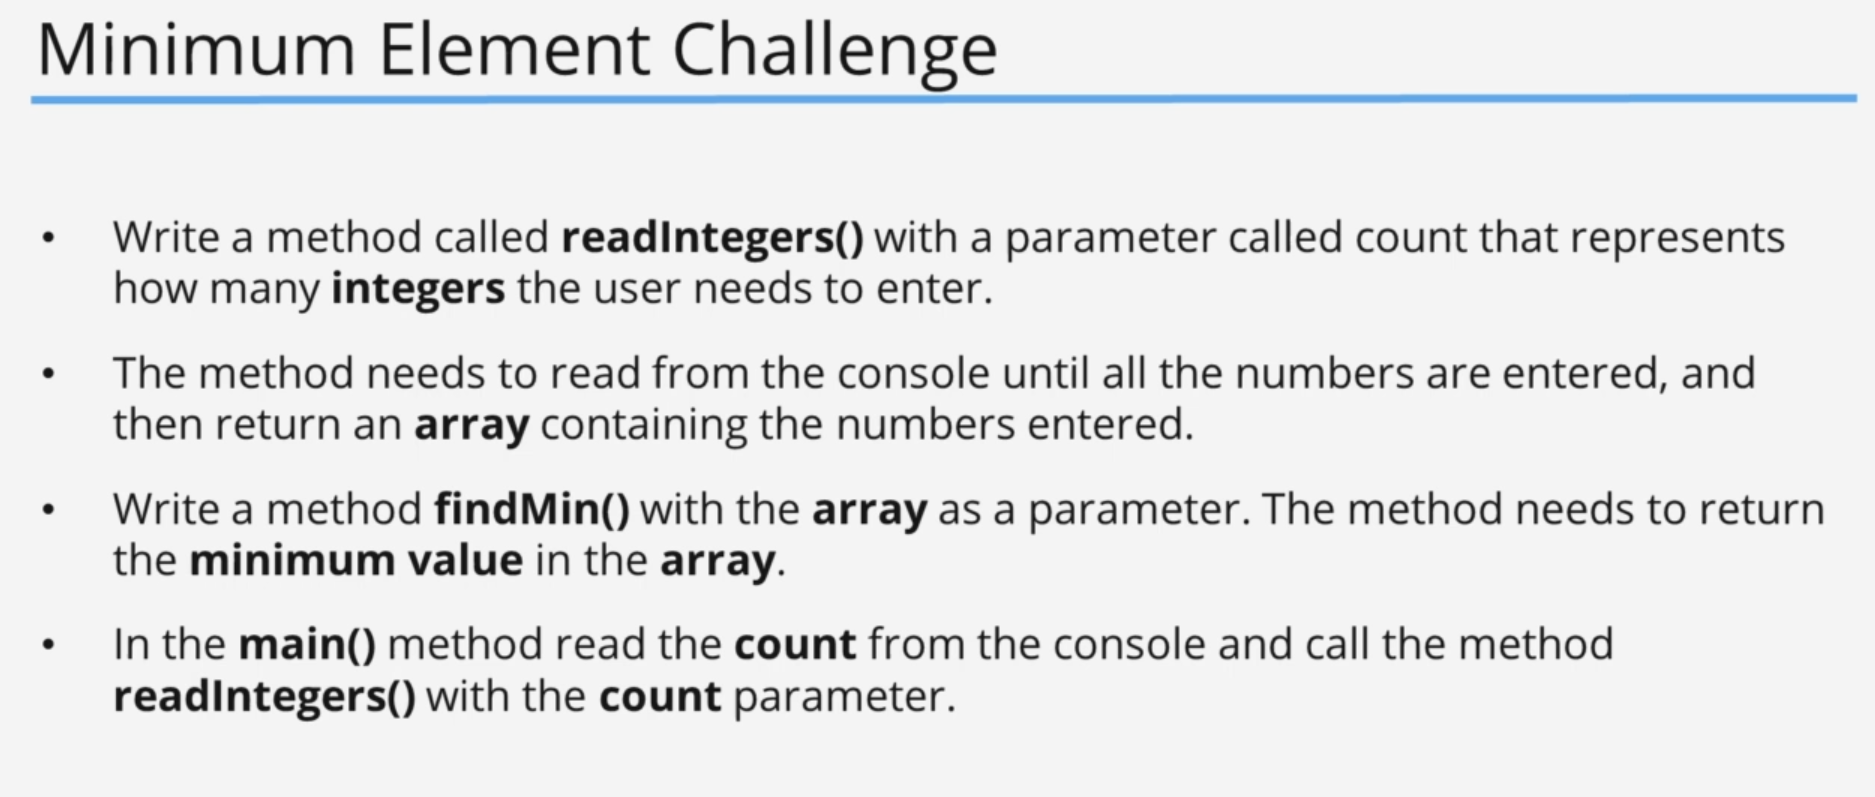 Minimum Element Challenge
• Write a method called readIntegers() with a parameter called count that represents
how many integers the user needs to enter.
• The method needs to read from the console until all the numbers are entered, and
then return an array containing the numbers entered.
• Write a method findMin() with the array as a parameter. The method needs to return
the minimum value in the array.
• In the main() method read the count from the console and call the method
readIntegers() with the count parameter.